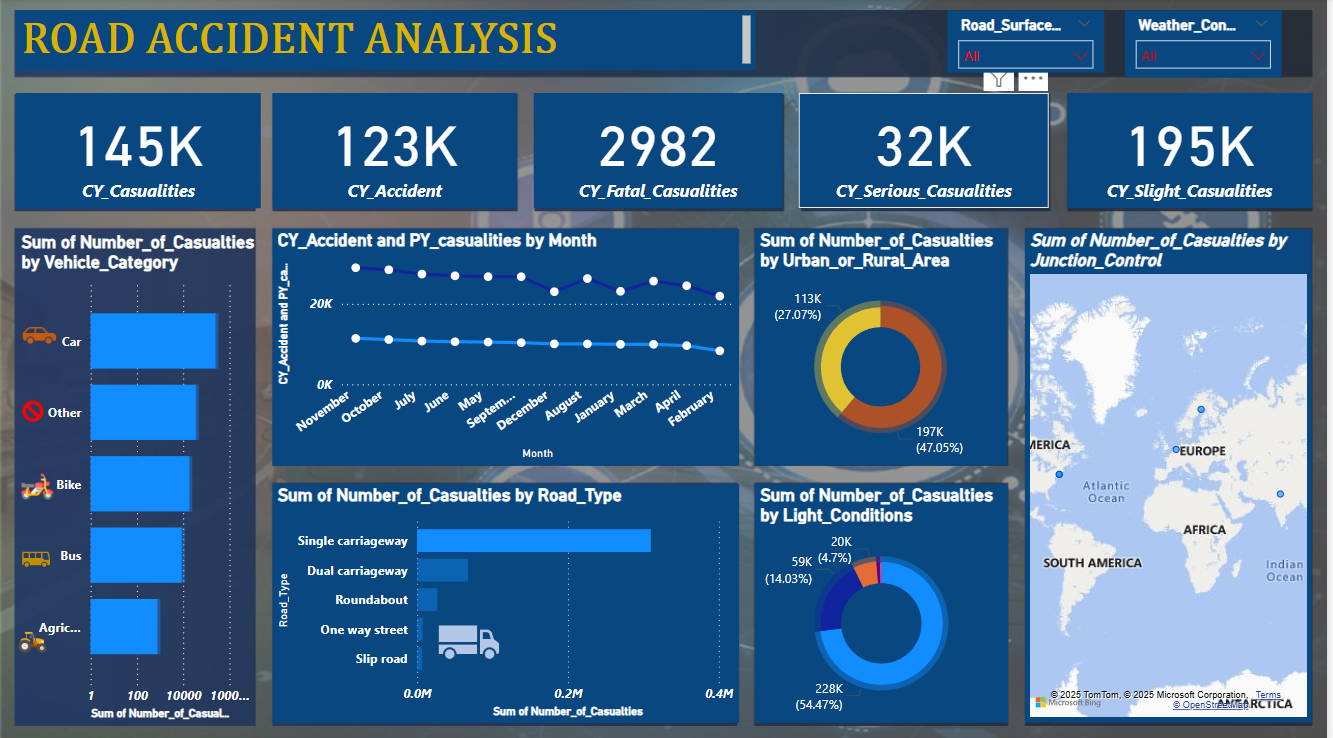 ROAD ACCIDENT ANALYSIS
Road_Surface...
All
Weather_Con...
All
145K
CY_Casualities
123K
CY_Accident
2982
CY_Fatal_Casualities
32K
CY_Serious_Casualities
195K
CY_Slight_Casualities
Sum of Number_of_Casualties
by Vehicle_Category
Car
Other
Bike
Bus
Agric...
1
100
10000
1000...
Sum of Number_of_Casual...
CY_Accident and PY_casualities by Month
CY_Accident and PY_ca...
20K
0K
November
October
July
June
May
Septem...
December
August
January
March
April
February
Month
Sum of Number_of_Casualties by Road_Type
Road_Type
Single carriageway
Dual carriageway
Roundabout
One way street
Slip road
0.0M
0.2M
0.4M
Sum of Number_of_Casualties
Sum of Number_of_Casualties
by Urban_or_Rural_Area
113K
(27.07%)
197K
(47.05%)
Sum of Number_of_Casualties
by Light_Conditions
20K
(4.7%)
59K
(14.03%)
228K
(54.47%)
Sum of Number_of_Casualties by
Junction_Control
MERICA
EUROPE
Atlantic
Ocean
AFRICA
SOUTH AMERICA
Indian
Ocean
© 2025 TomTom, © 2025 Microsoft Corporation, Terms
Microsoft Bing
© OpenStreetMap
ANTARCTICA